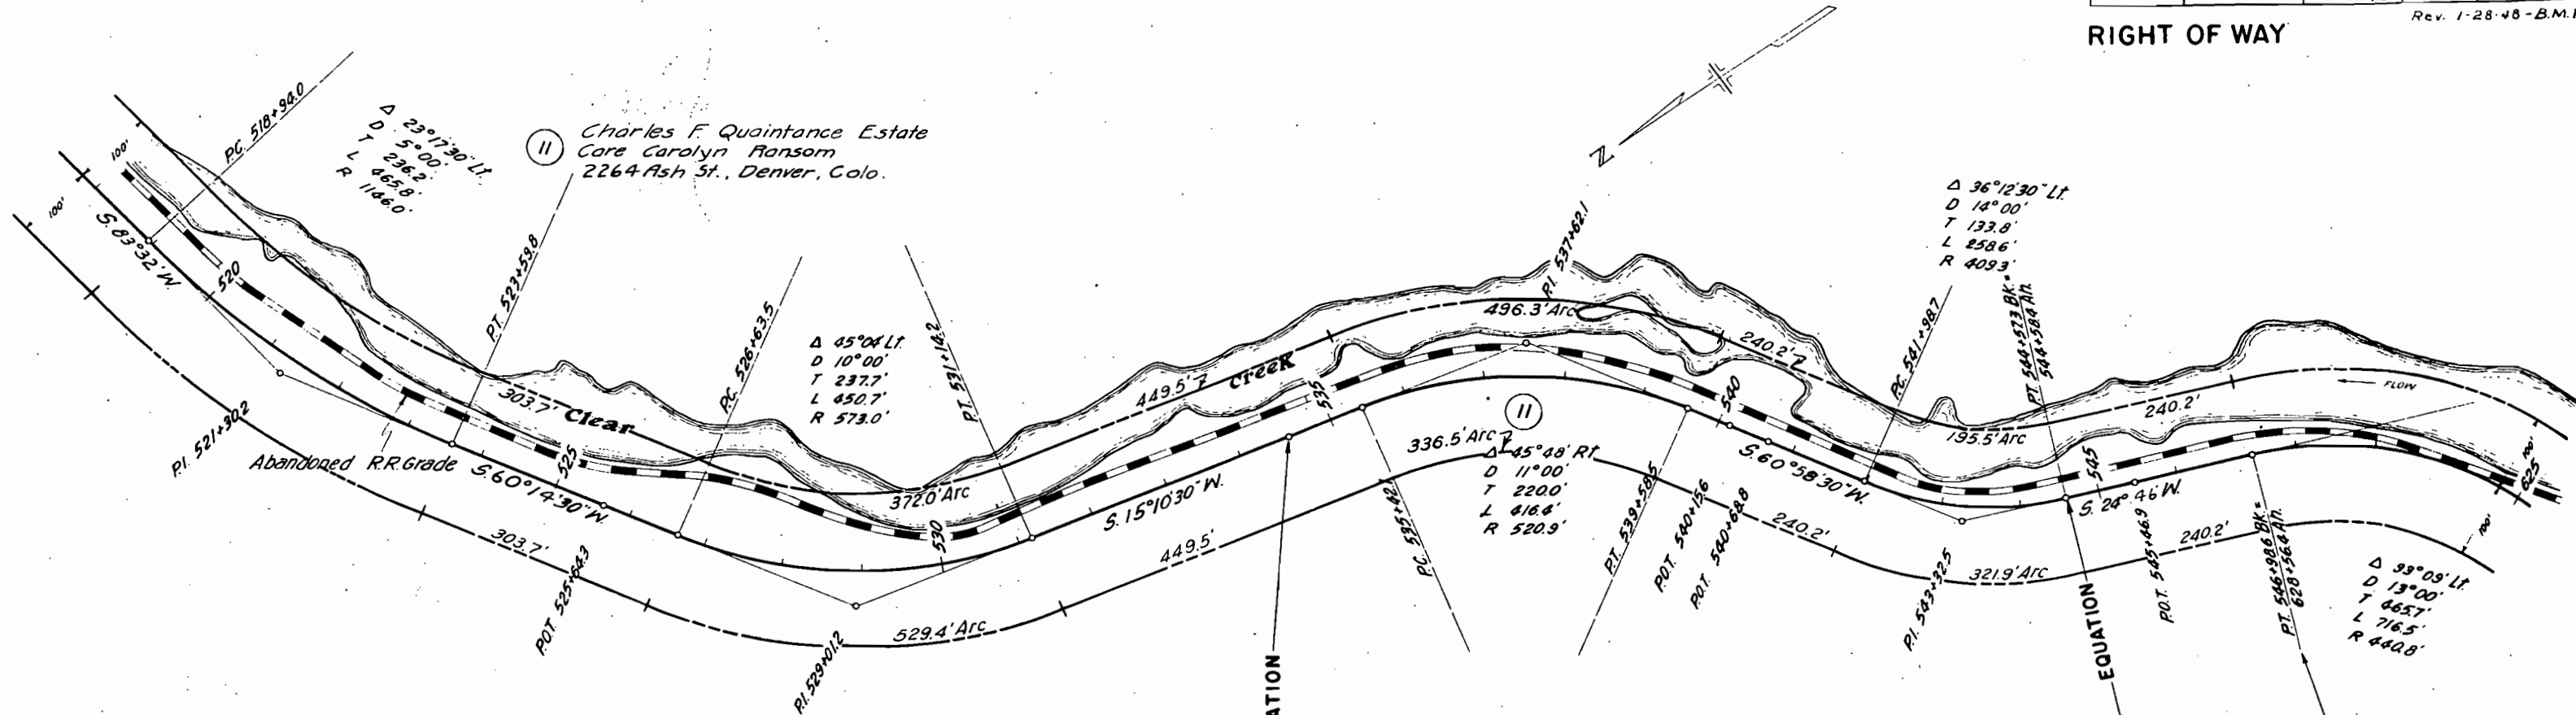 Rev. 1-28-48-B.M.
RIGHT OF WAY
100'
P.C. 518+94.0
Δ 23°17'30" Lt.
D 5°00'
T 236.2'
L 465.8'
R 1146.0'
11
Charles F. Quaintance Estate
Care Carolyn Ransom
2264 Ash St., Denver, Colo.
Z
100'
S. 83°32' W.
520
P.T. 523+59.8
P.I. 521+30.2
Abandoned R.R. Grade
303.7'
Clear
S. 60°14'30" W.
525
303.7'
P.O.T. 525+64.3
P.C. 526+63.5
Δ 45°04' Lt.
D 10°00'
T 237.7'
L 450.7'
R 573.0'
P.T. 531+14.2
372.0' Arc
530
P.I. 529+01.2
529.4' Arc
449.5'
Creek
S. 15°10'30" W.
449.5'
535
496.3' Arc
P.I. 537+62.1
11
336.5' Arc
Δ 45°48' Rt.
D 11°00'
T 220.0'
L 416.4'
R 520.9'
P.T. 539+58.5
240.2'
540
P.O.T. 540+15.6
P.O.T. 540+68.8
S. 60°58'30" W.
240.2'
P.C. 541+98.7
Δ 36°12'30" Lt.
D 14°00'
T 133.8'
L 258.6'
R 409.3'
P.T. 544+57.3 BK.=
544+58.4 Ah.
195.5' Arc
P.I. 543+32.5
321.9' Arc
FLOW
240.2'
545
S. 24°46' W.
P.O.T. 545+46.9
240.2'
EQUATION
P.T. 546+98.6 BK.=
628+56.4 Ah.
100'
625
100'
Δ 93°09' Lt.
D 13°00'
T 465.7'
L 716.5'
R 440.8'